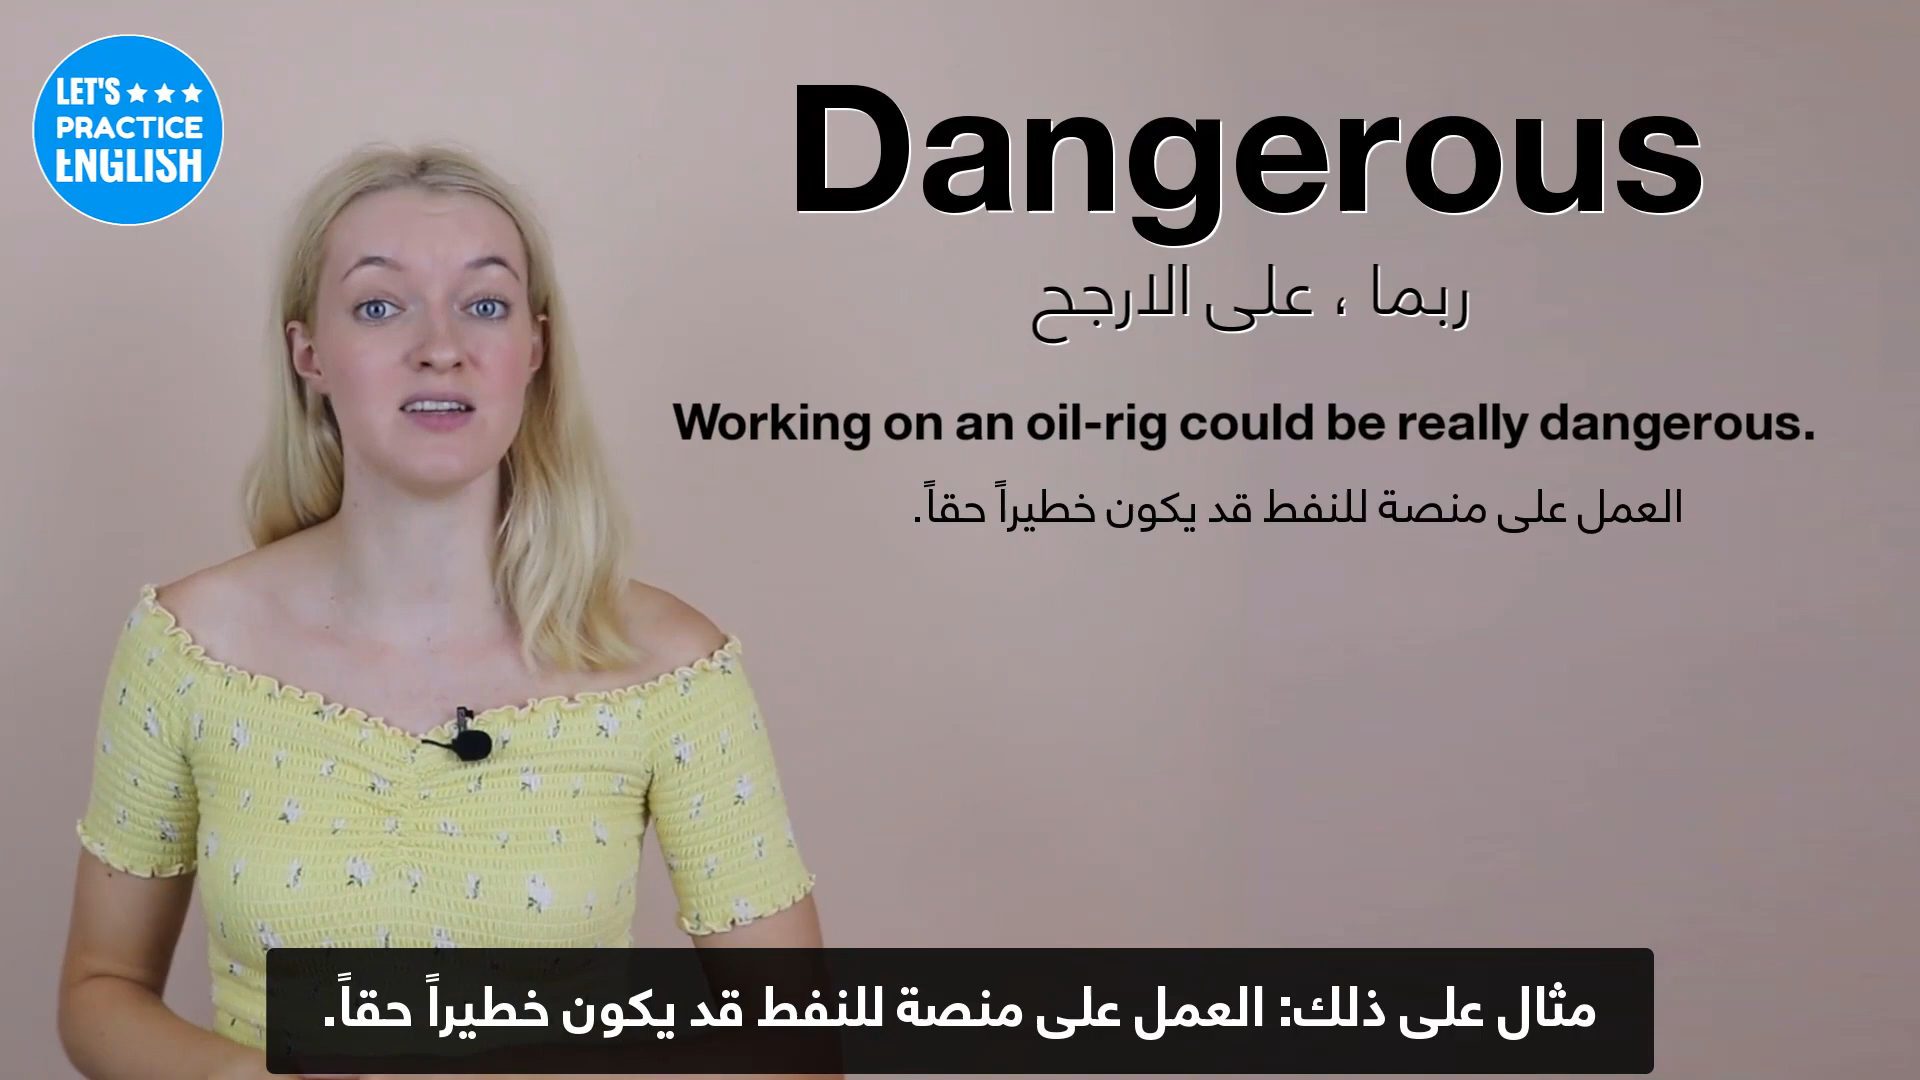 LET'S
PRACTICE
ENGLISH
Dangerous
ربما ، على الارجح
Working on an oil-rig could be really dangerous.
العمل على منصة للنفط قد يكون خطيراً حقاً.
مثال على ذلك: العمل على منصة للنفط قد يكون خطيراً حقاً.